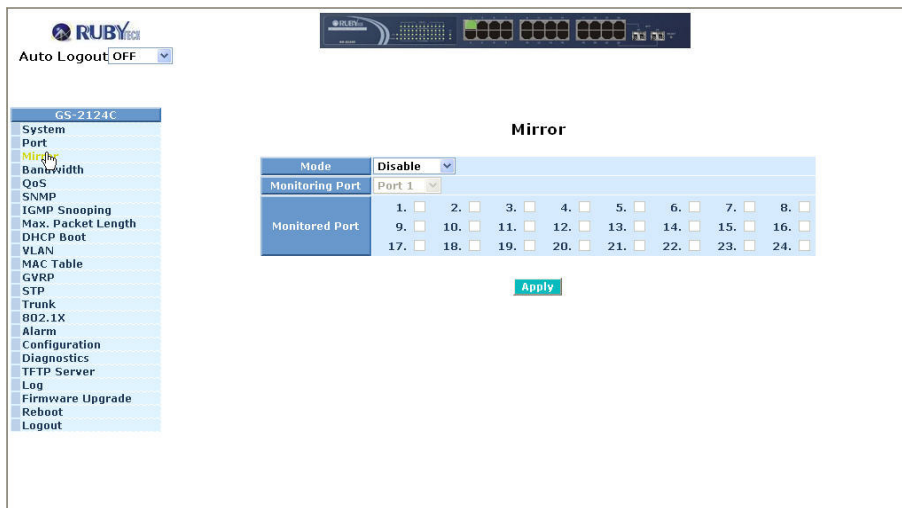 RUBYTECH
RUBY
Auto Logout OFF
GS-2124C
System
Port
Mirror
Bandwidth
QoS
SNMP
IGMP Snooping
Max. Packet Length
DHCP Boot
VLAN
MAC Table
GVRP
STP
Trunk
802.1X
Alarm
Configuration
Diagnostics
TFTP Server
Log
Firmware Upgrade
Reboot
Logout
Mirror
Mode Disable
Monitoring Port Port 1
Monitored Port
1. 2. 3. 4. 5. 6. 7. 8.
9. 10. 11. 12. 13. 14. 15. 16.
17. 18. 19. 20. 21. 22. 23. 24.
Apply